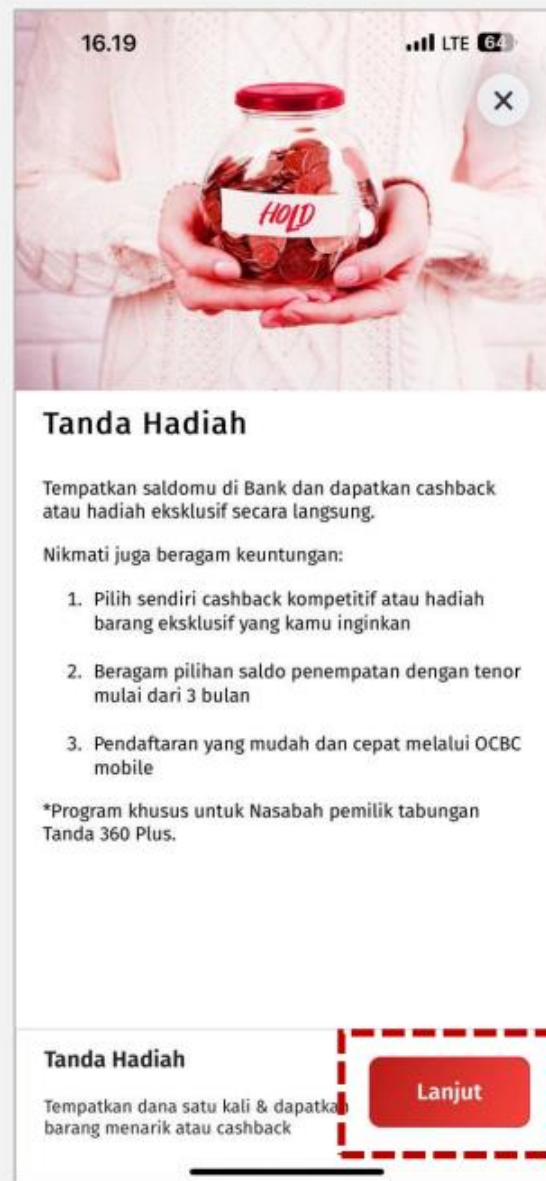 16.19
LTE 64
HOLD
Tanda Hadiah
Tempatkan saldomu di Bank dan dapatkan cashback
atau hadiah eksklusif secara langsung.
Nikmati juga beragam keuntungan:
1. Pilih sendiri cashback kompetitif atau hadiah
barang eksklusif yang kamu inginkan
2. Beragam pilihan saldo penempatan dengan tenor
mulai dari 3 bulan
3. Pendaftaran yang mudah dan cepat melalui OCBC
mobile
*Program khusus untuk Nasabah pemilik tabungan
Tanda 360 Plus.
Tanda Hadiah
Tempatkan dana satu kali & dapatkan
barang menarik atau cashback
Lanjut